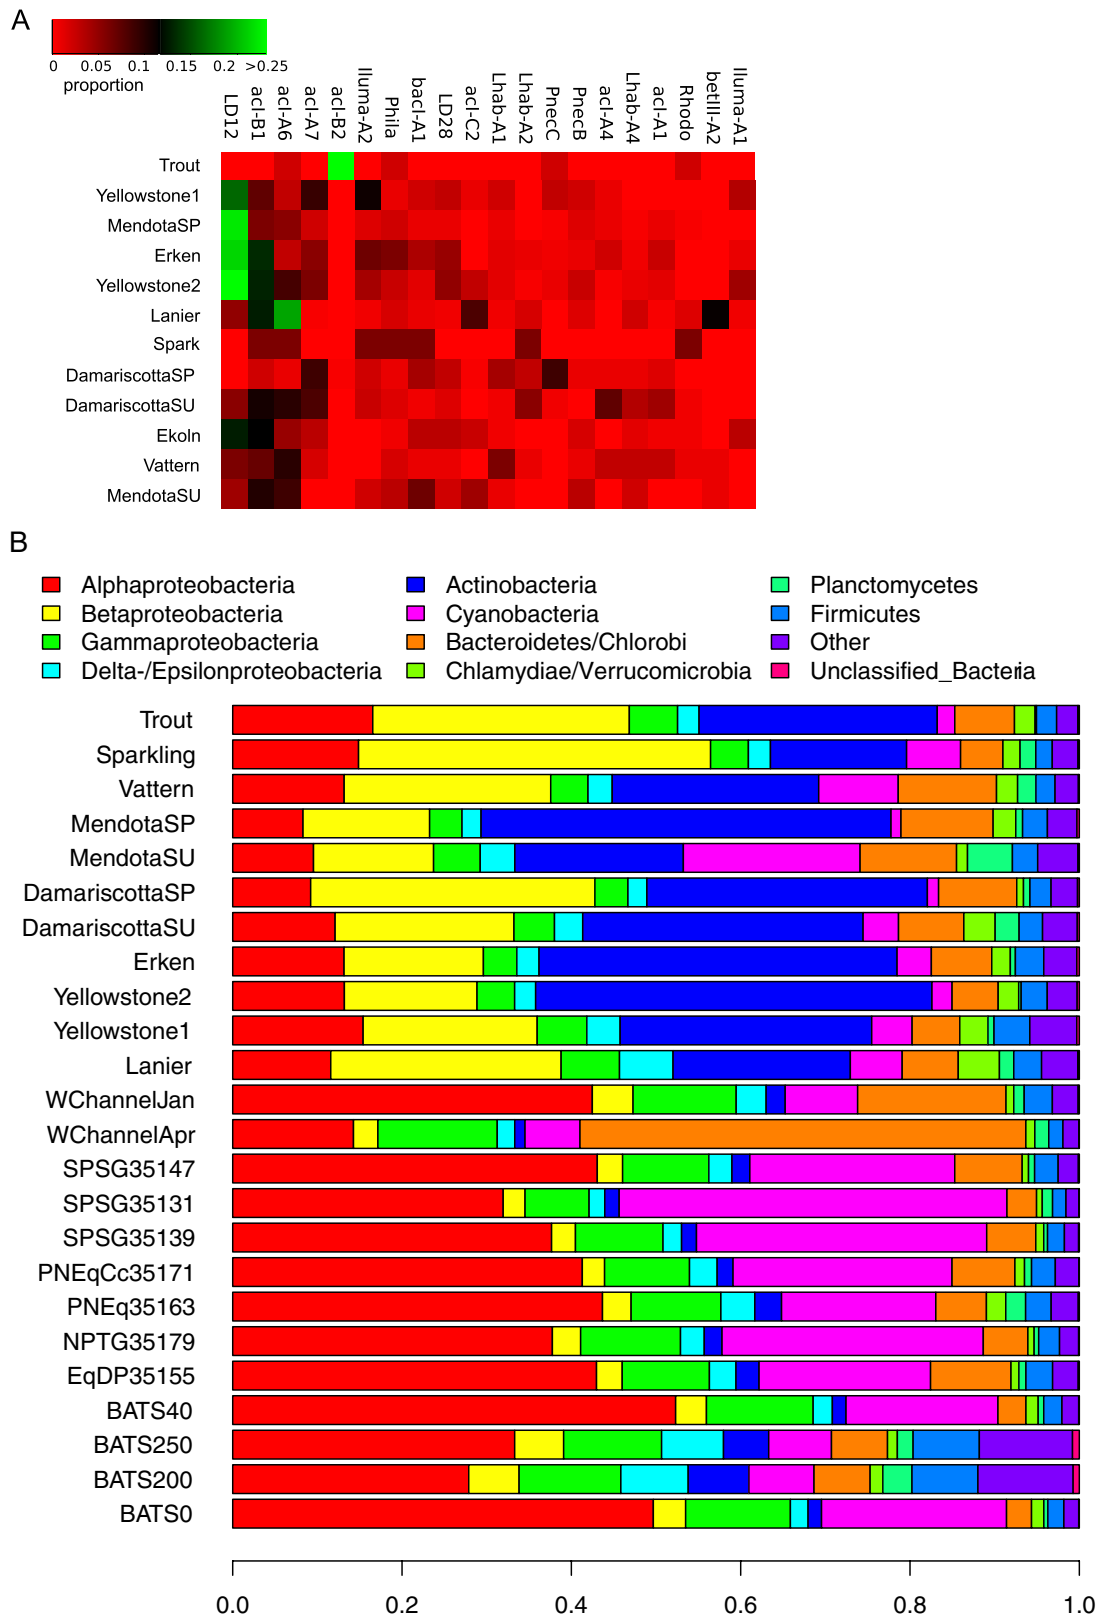 A
0 0.05 0.1 0.15 0.2 >0.25
proportion
LD12 acI-B1 acI-A6 acI-A7 acI-B2 Iluma-A2 Phila bacI-A1 LD28 acI-C2 Lhab-A1 Lhab-A2 PnecC PnecB acI-A4 Lhab-A4 acI-A1 Rhodo betIII-A2 Iluma-A1
Trout
Yellowstone1
MendotaSP
Erken
Yellowstone2
Lanier
Spark
DamariscottaSP
DamariscottaSU
Ekoln
Vattern
MendotaSU
B
Alphaproteobacteria Actinobacteria Planctomycetes
Betaproteobacteria Cyanobacteria Firmicutes
Gammaproteobacteria Bacteroidetes/Chlorobi Other
Delta-/Epsilonproteobacteria Chlamydiae/Verrucomicrobia Unclassified_Bacteria
Trout
Sparkling
Vattern
MendotaSP
MendotaSU
DamariscottaSP
DamariscottaSU
Erken
Yellowstone2
Yellowstone1
Lanier
WChannelJan
WChannelApr
SPSG35147
SPSG35131
SPSG35139
PNEqCc35171
PNEq35163
NPTG35179
EqDP35155
BATS40
BATS250
BATS200
BATS0
0.0 0.2 0.4 0.6 0.8 1.0